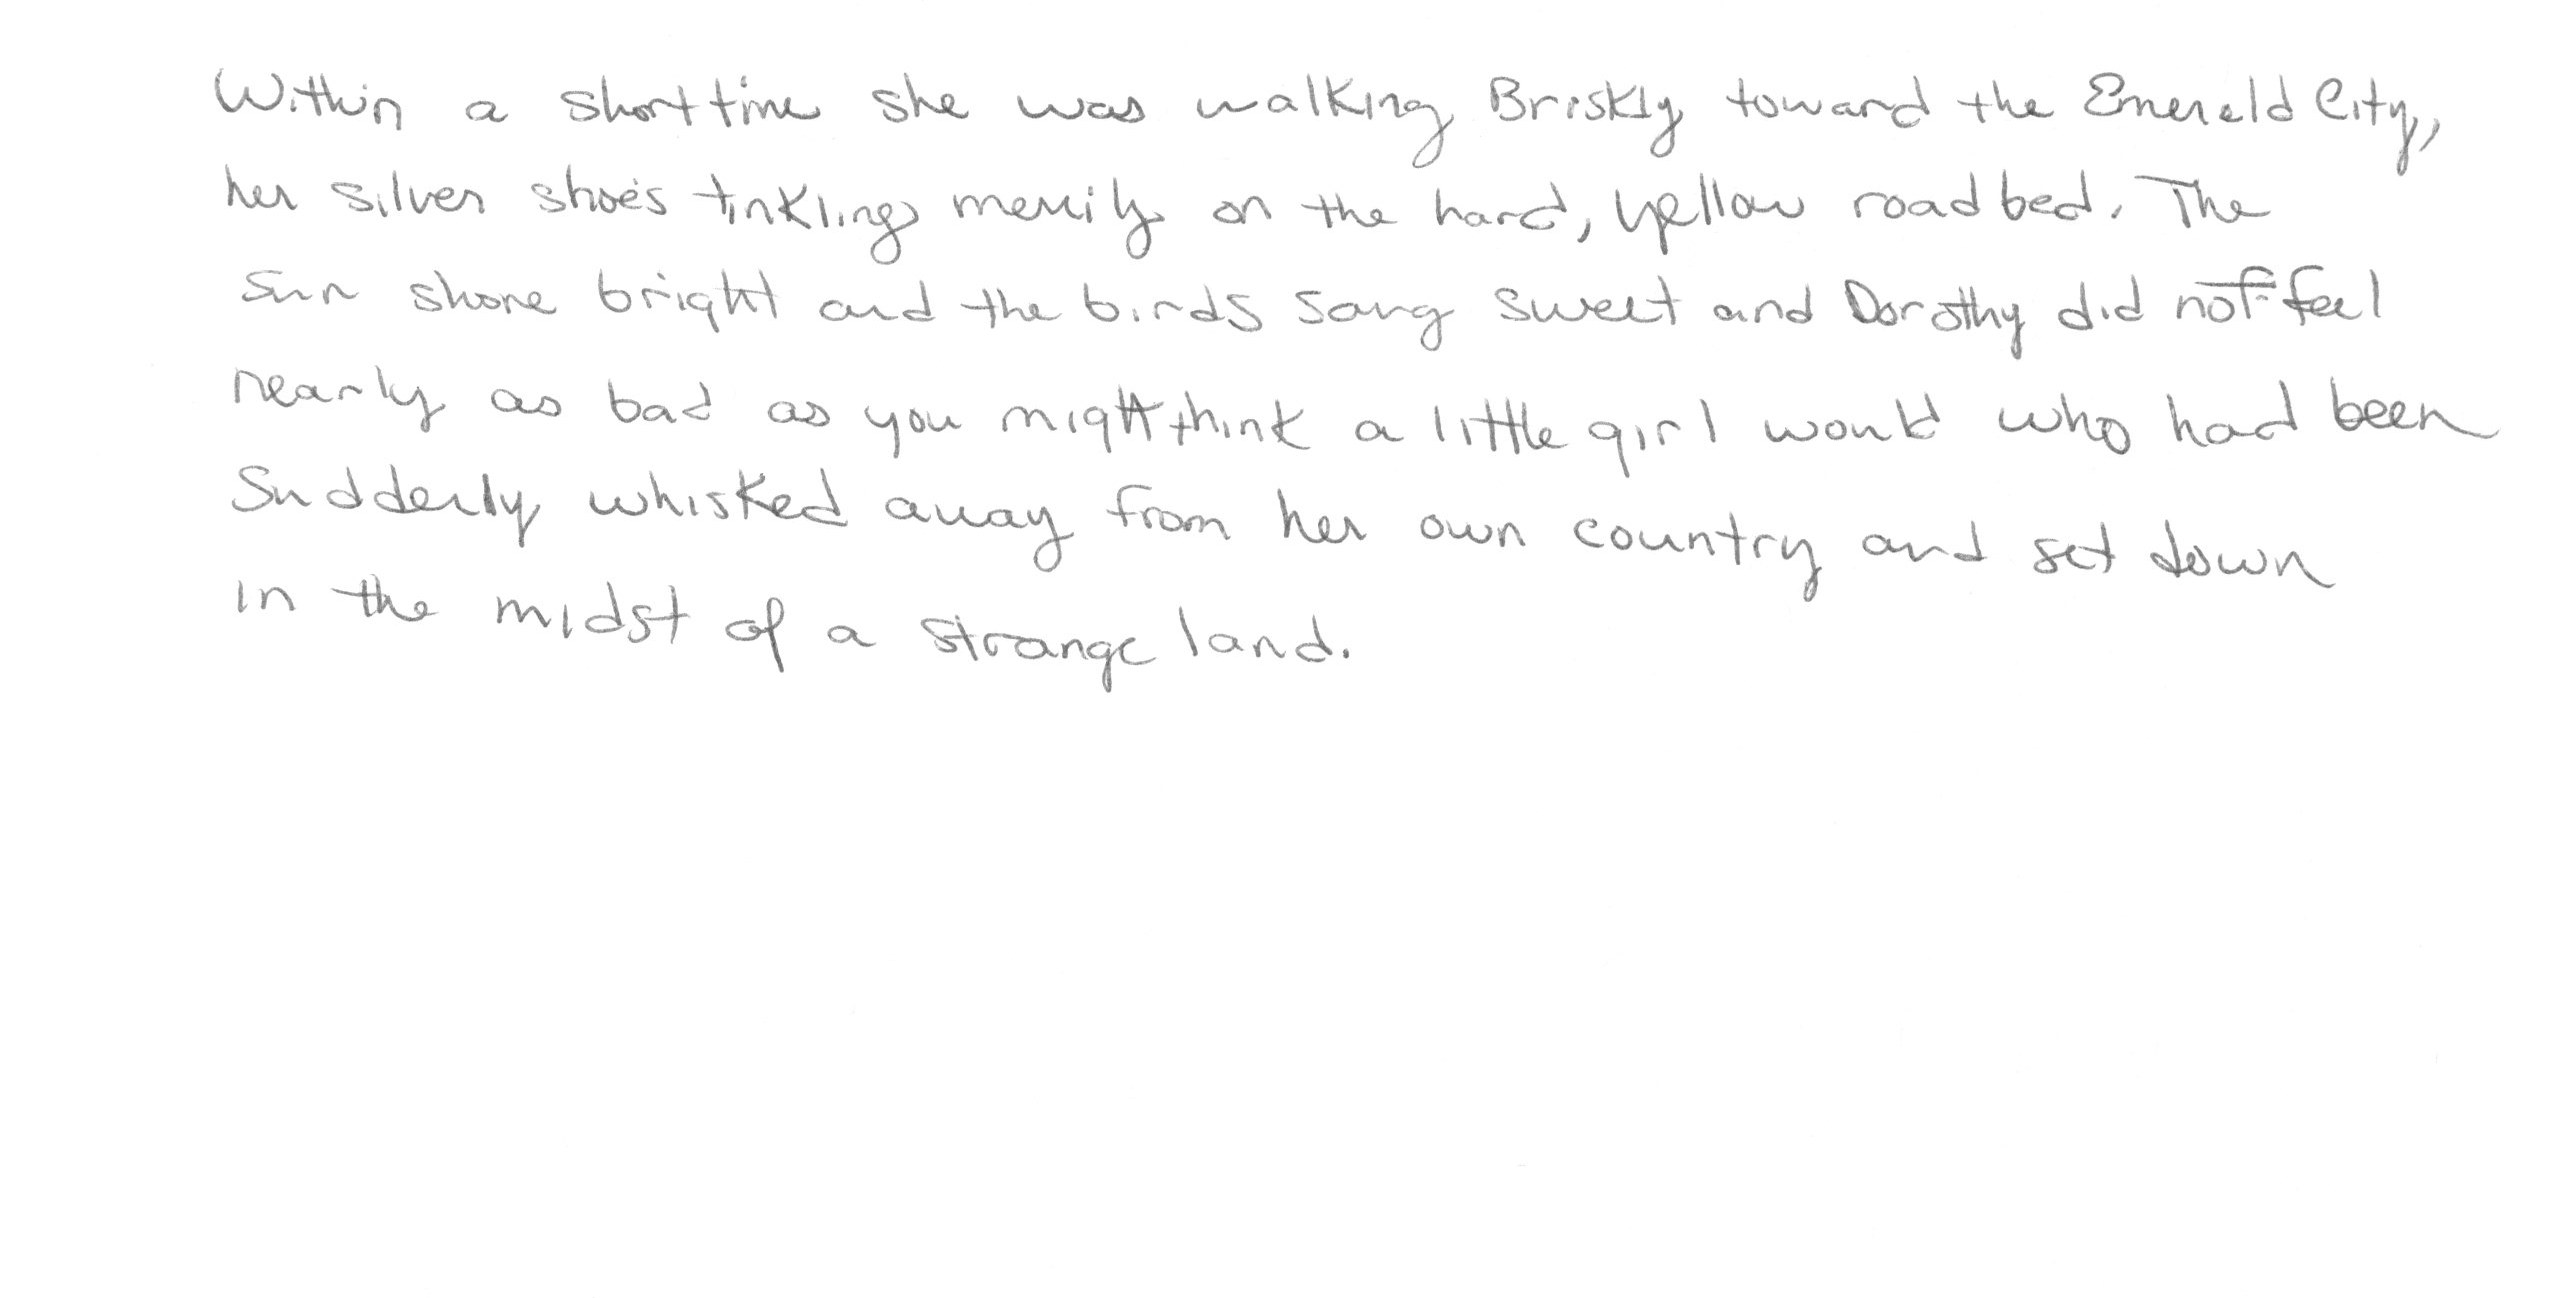 Within a short time she was walking Briskly toward the Emerald City,
her silver shoes tinkling merrily on the hard, yellow roadbed. The
sun shone bright and the birds sang sweet and Dorothy did not feel
nearly as bad as you might think a little girl would who had been
suddenly whisked away from her own country and set down
in the midst of a strange land.